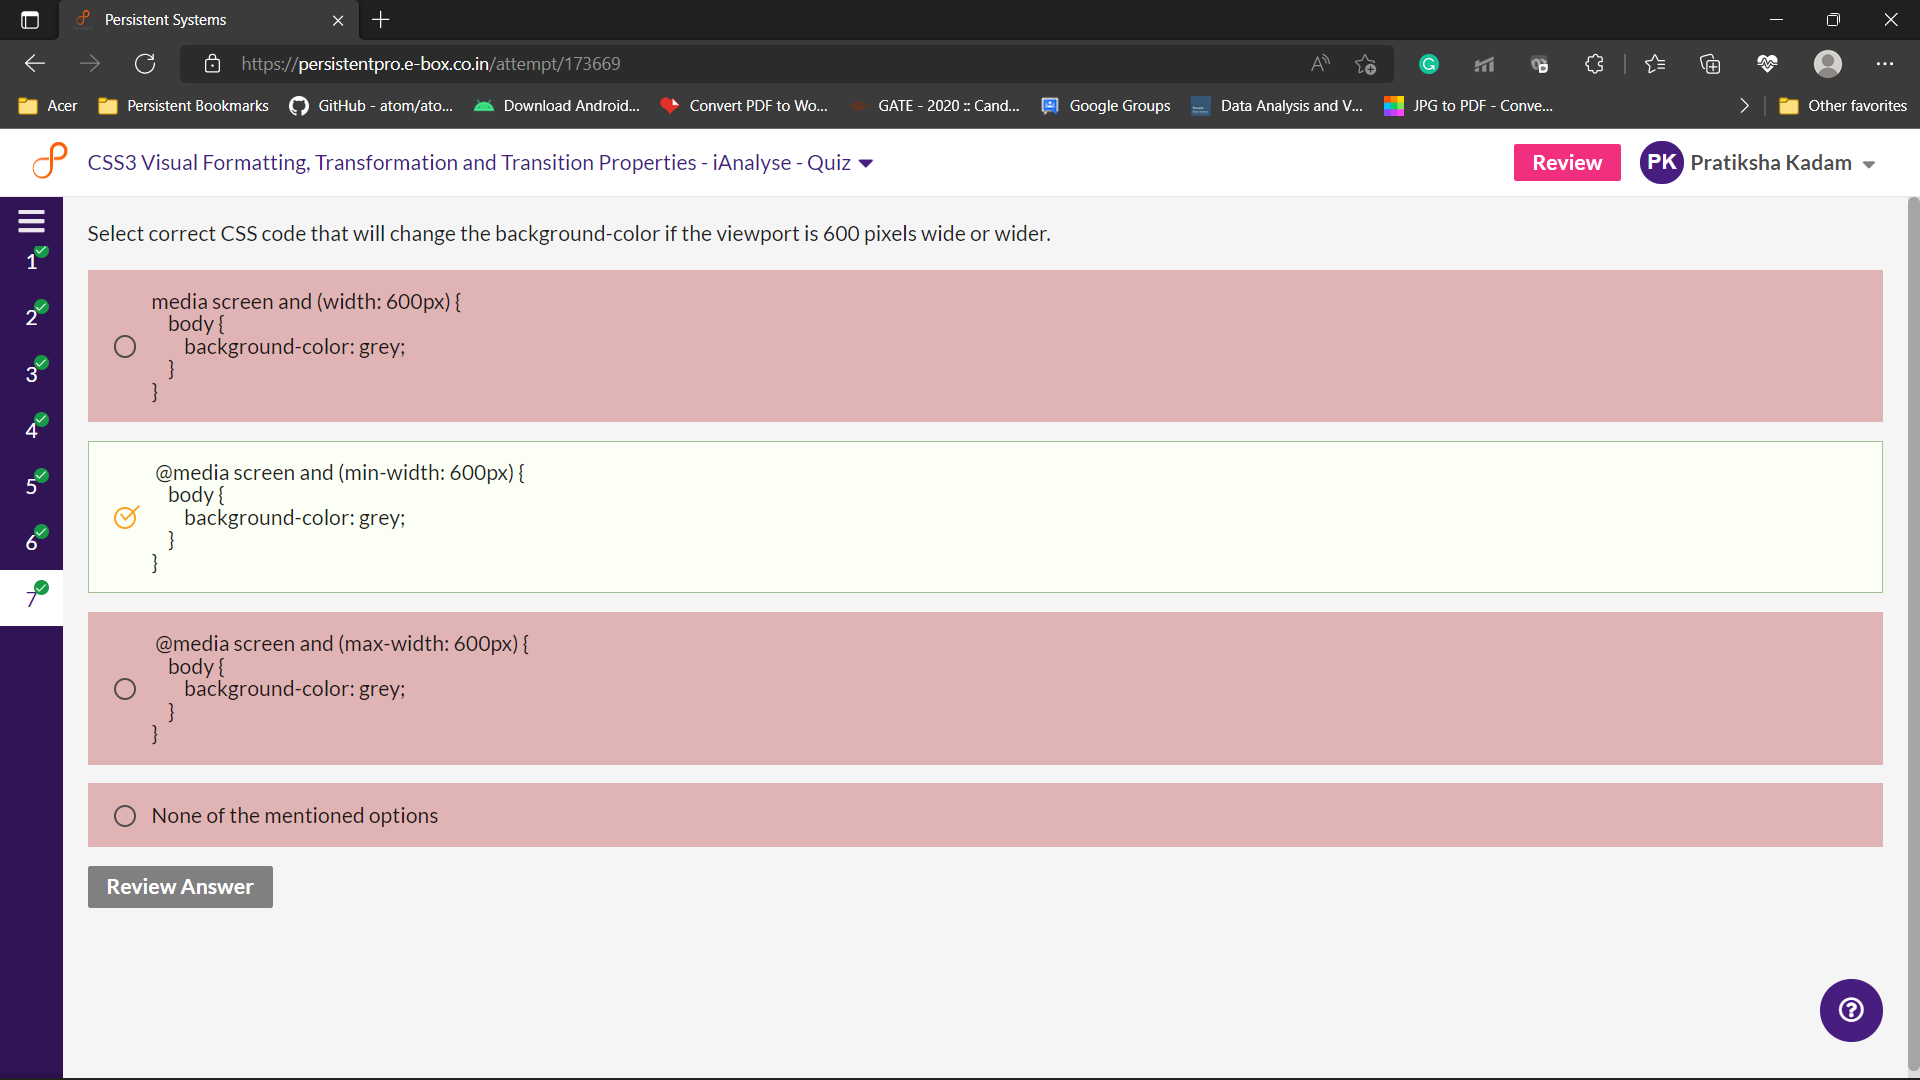 Persistent Systems
https://persistentpro.e-box.co.in/attempt/173669
Acer
Persistent Bookmarks
GitHub - atom/ato...
Download Android...
Convert PDF to Wo...
GATE - 2020 :: Cand...
Google Groups
Data Analysis and V...
JPG to PDF - Conve...
Other favorites
CSS3 Visual Formatting, Transformation and Transition Properties - iAnalyse - Quiz
Review
PK
Pratiksha Kadam
1
2
3
4
5
6
7
Select correct CSS code that will change the background-color if the viewport is 600 pixels wide or wider.
media screen and (width: 600px) {
body {
background-color: grey;
}
}
@media screen and (min-width: 600px) {
body {
background-color: grey;
}
}
@media screen and (max-width: 600px) {
body {
background-color: grey;
}
}
None of the mentioned options
Review Answer